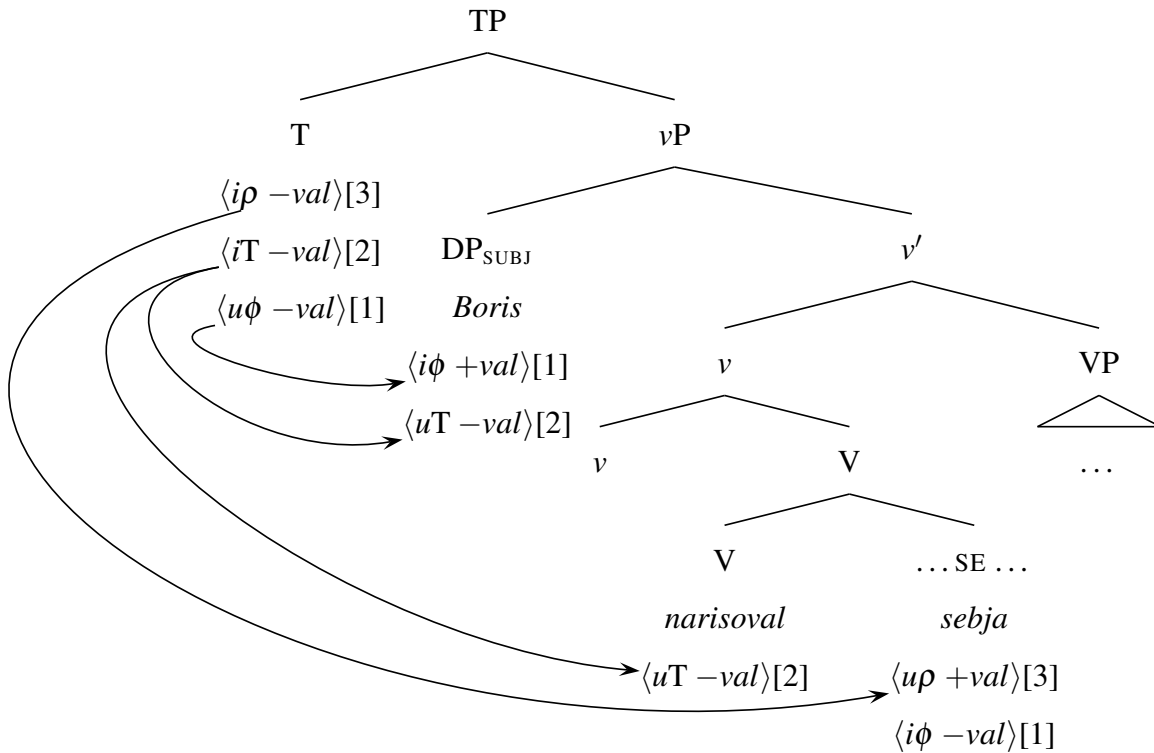 TP
T vP
⟨iρ −val⟩[3]
⟨iT −val⟩[2] DP_SUBJ v′
⟨uϕ −val⟩[1] Boris
⟨iϕ +val⟩[1] v VP
⟨uT −val⟩[2] v V ...
V ... SE ...
narisoval sebja
⟨uT −val⟩[2] ⟨uρ +val⟩[3]
⟨iϕ −val⟩[1]